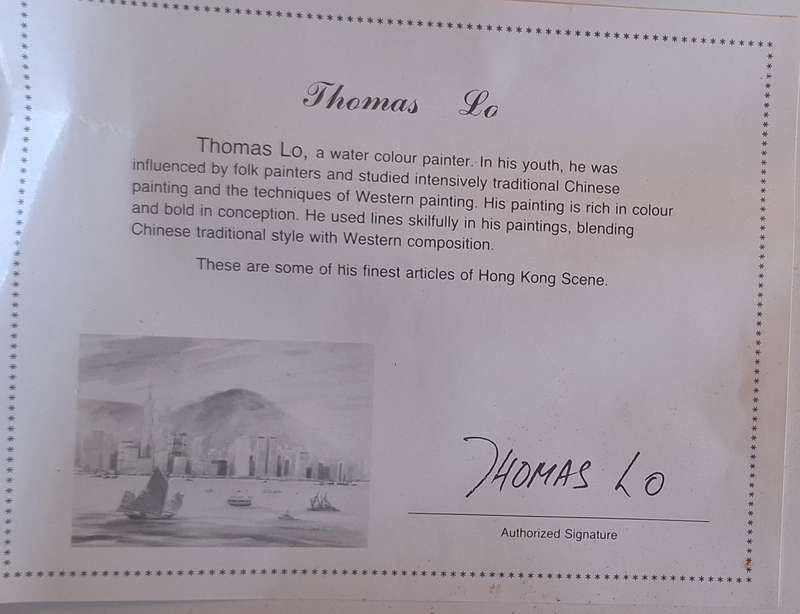 Thomas Lo
Thomas Lo, a water colour painter. In his youth, he was
influenced by folk painters and studied intensively traditional Chinese
painting and the techniques of Western painting. His painting is rich in colour
and bold in conception. He used lines skilfully in his paintings, blending
Chinese traditional style with Western composition.
These are some of his finest articles of Hong Kong Scene.
THOMAS LO
Authorized Signature